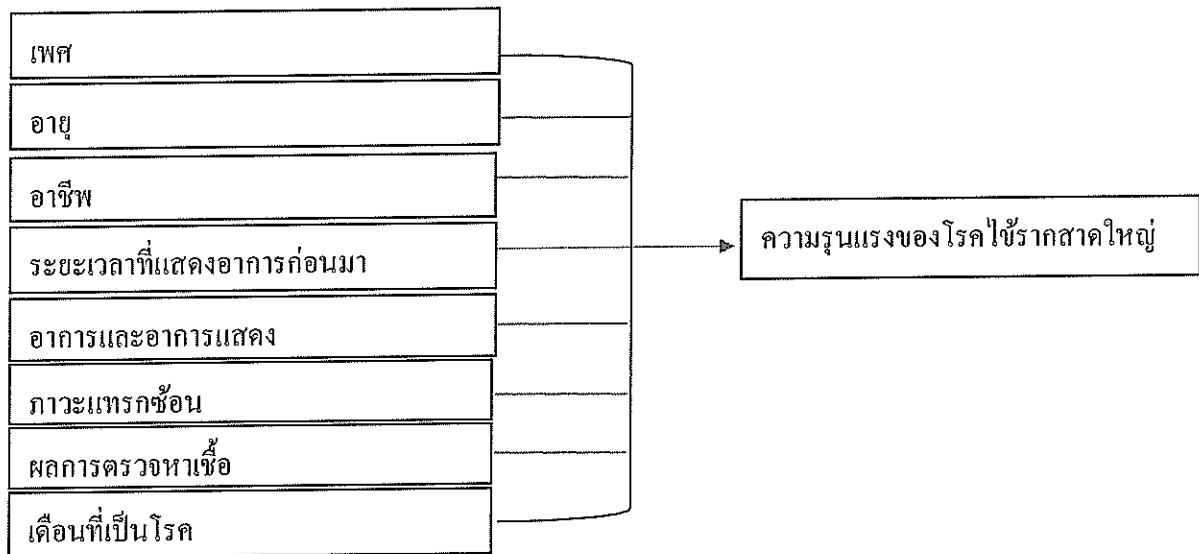 เพศ
อายุ
อาชีพ
ระยะเวลาที่แสดงอาการก่อนมา
อาการและอาการแสดง
ภาวะแทรกซ้อน
ผลการตรวจหาเชื้อ
เดือนที่เป็นโรค
ความรุนแรงของโรคไข้รากสาดใหญ่